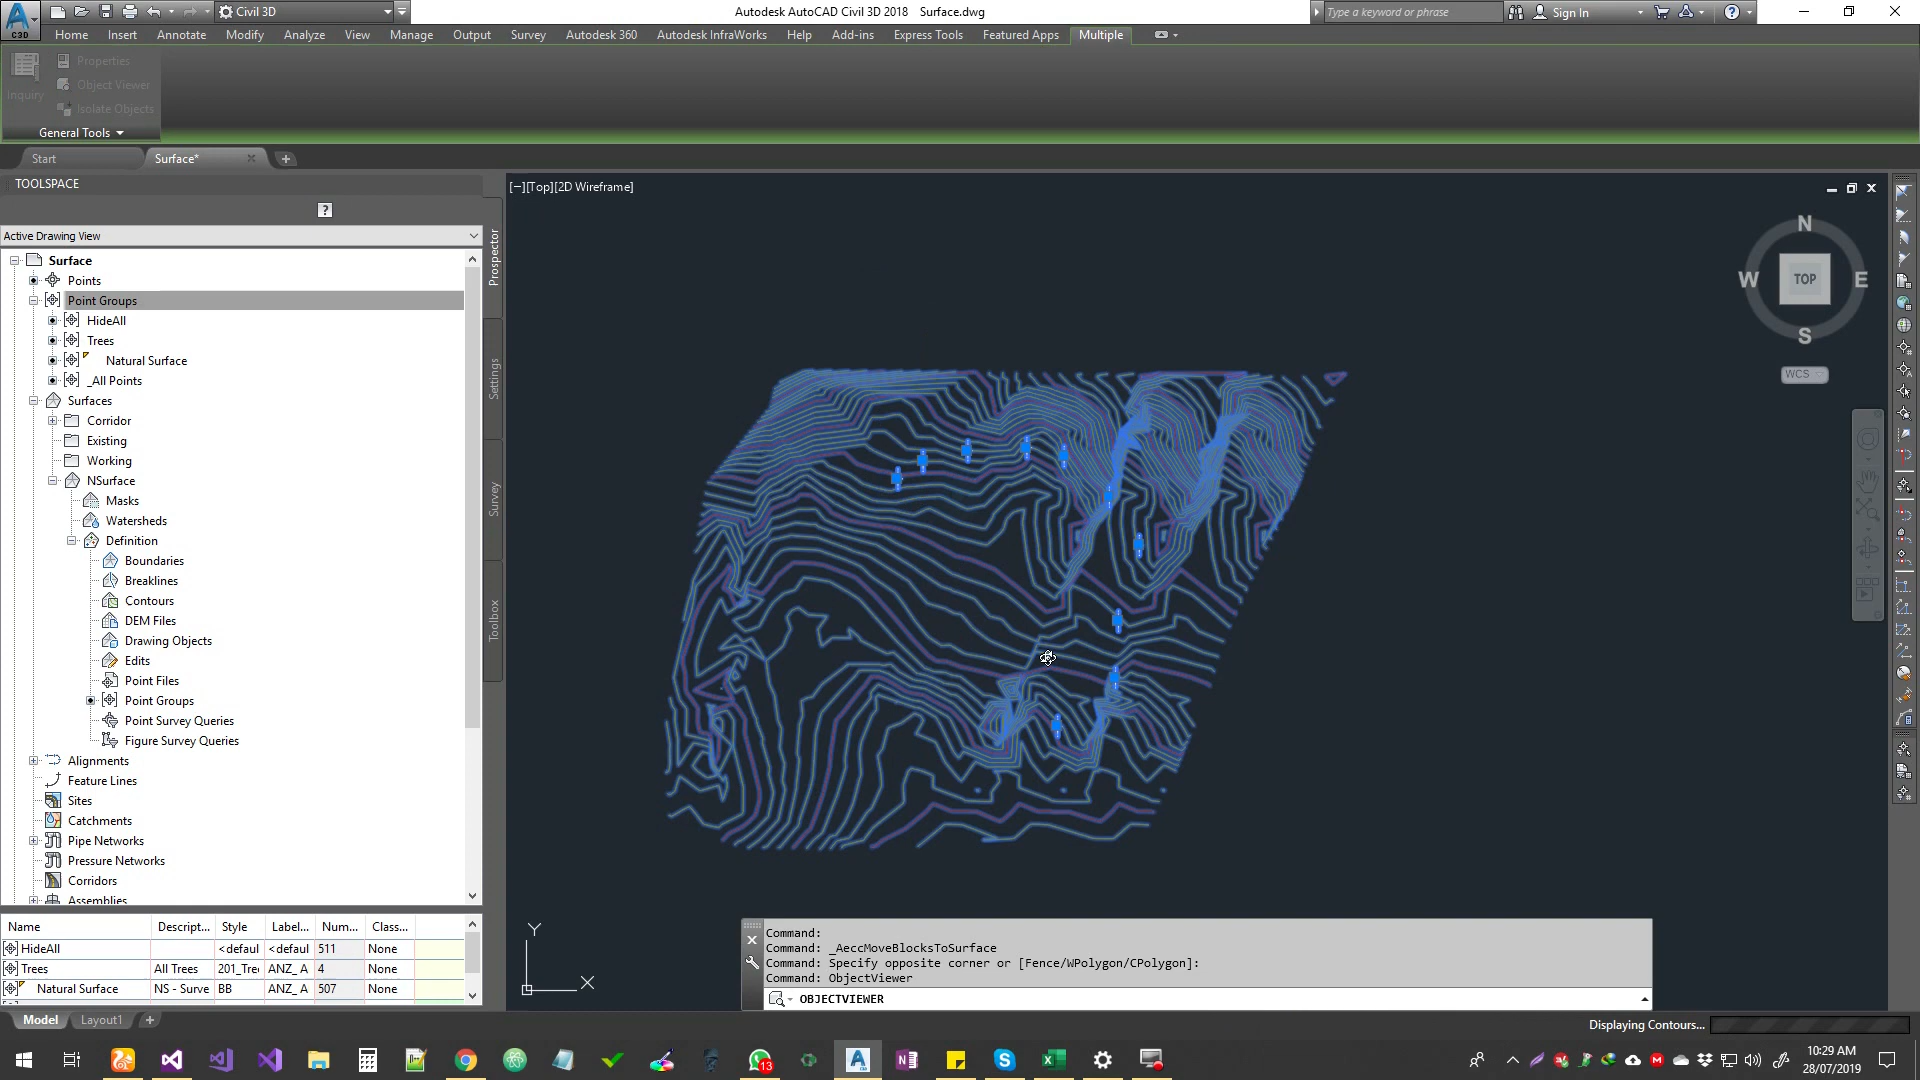 C3D
Civil 3D
Autodesk AutoCAD Civil 3D 2018 Surface.dwg
Type a keyword or phrase
Sign In
Home Insert Annotate Modify Analyze View Manage Output Survey Autodesk 360 Autodesk InfraWorks Help Add-ins Express Tools Featured Apps Multiple
Inquiry
Properties
Object Viewer
Isolate Objects
General Tools
Start
Surface*
TOOLSPACE
Active Drawing View
Surface
Points
Point Groups
HideAll
Trees
Natural Surface
_All Points
Surfaces
Corridor
Existing
Working
NSurface
Masks
Watersheds
Definition
Boundaries
Breaklines
Contours
DEM Files
Drawing Objects
Edits
Point Files
Point Groups
Point Survey Queries
Figure Survey Queries
Alignments
Feature Lines
Sites
Catchments
Pipe Networks
Pressure Networks
Corridors
Assemblies
Prospector
Settings
Survey
Toolbox
Name Descript... Style Label... Num... Class...
HideAll <defaul <defaul 511 None
Trees All Trees 201_Tre ANZ_A 4 None
Natural Surface NS - Surve BB ANZ_A 507 None
[−][Top][2D Wireframe]
N
W TOP E
S
WCS
Y
X
Command:
Command: _AeccMoveBlocksToSurface
Command: Specify opposite corner or [Fence/WPolygon/CPolygon]:
Command: ObjectViewer
OBJECTVIEWER
Model Layout1
Displaying Contours...
13
10:29 AM
28/07/2019